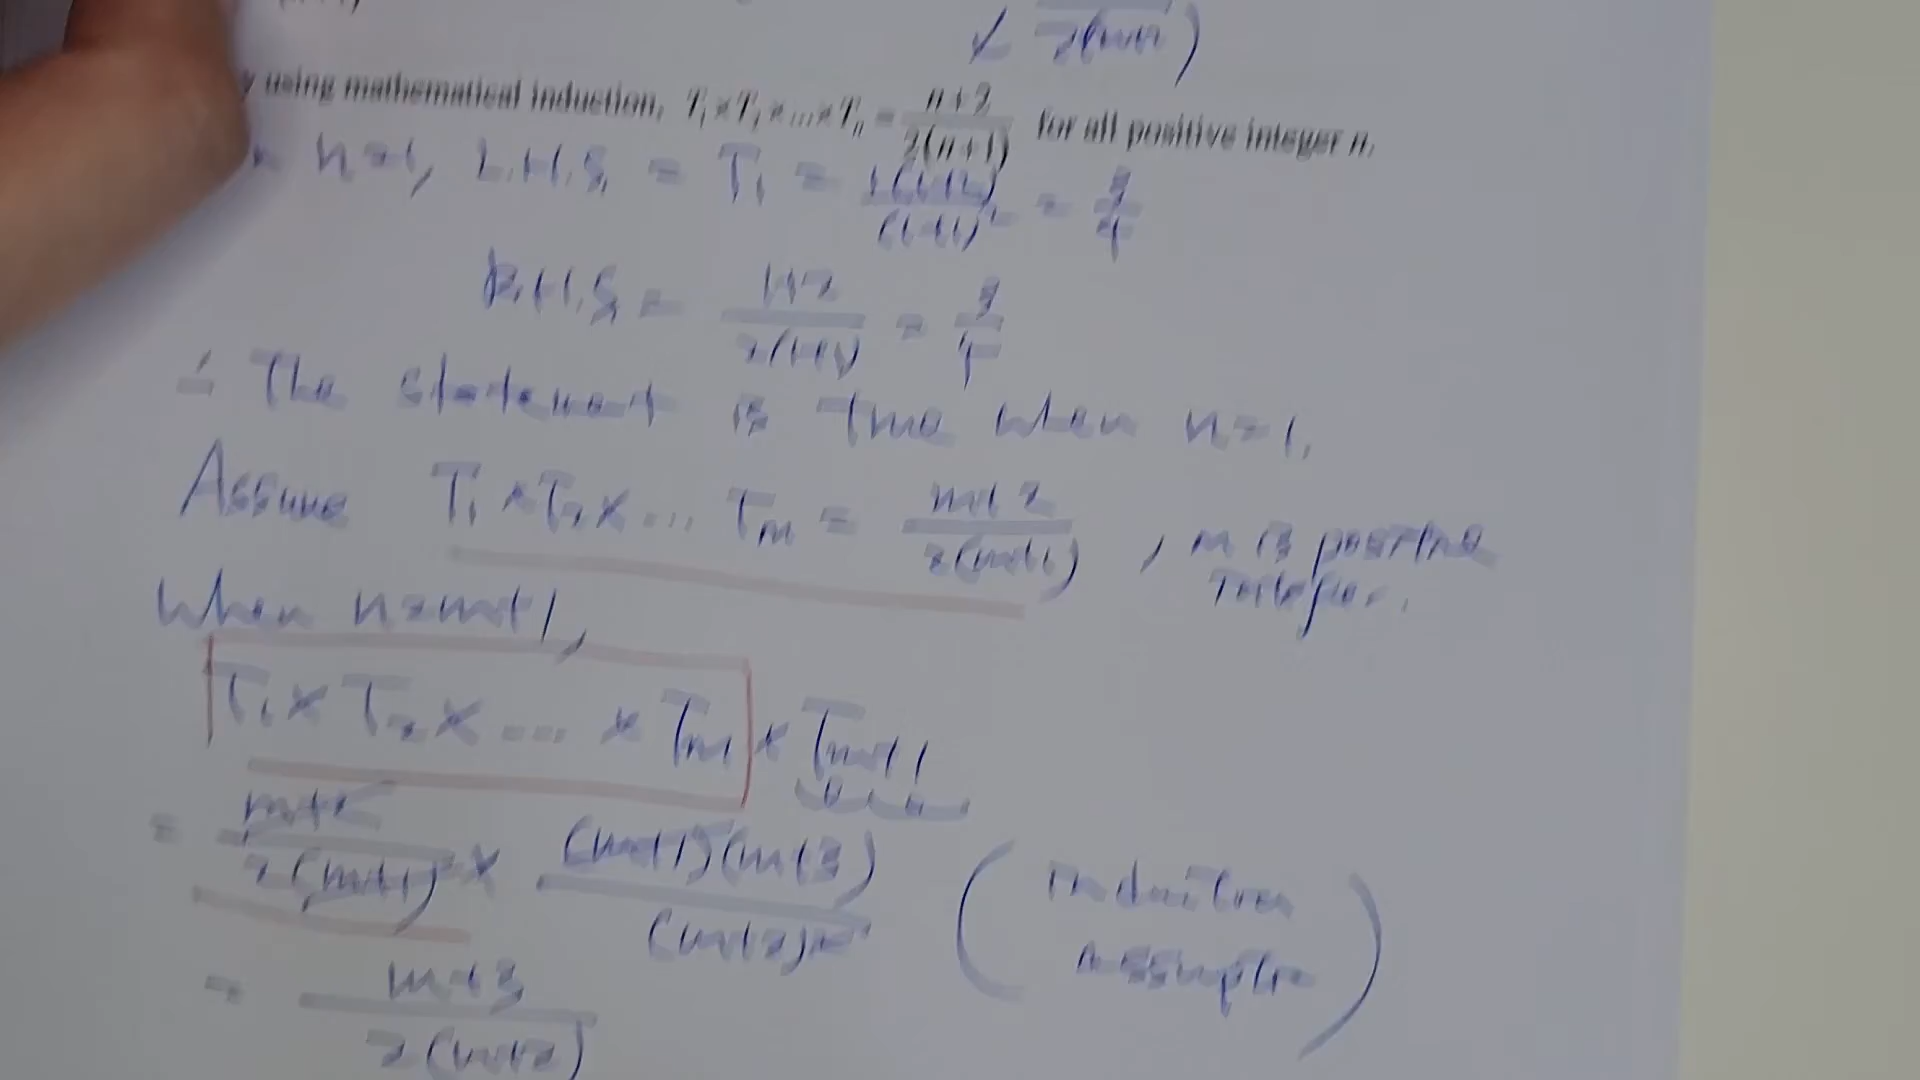 2(m+1) )
using mathematical induction, T₁×T₂×...×Tₙ = (n+2)/(2(n+1)) for all positive integer n.
n=1, L.H.S. = T₁ = 1(1+2)/(1+1)² = 3/4
R.H.S. = (1+2)/(2(1+1)) = 3/4
∴ The statement is true when n=1.
Assume T₁×T₂×... Tm = (m+2)/(2(m+1)) , m is positive integer.
When n=m+1,
T₁×T₂×....×Tm × Tm+1
= (m+2)/(2(m+1)) × (m+1)(m+3)/(m+2)² (induction assumption)
= (m+3)/(2(m+2))